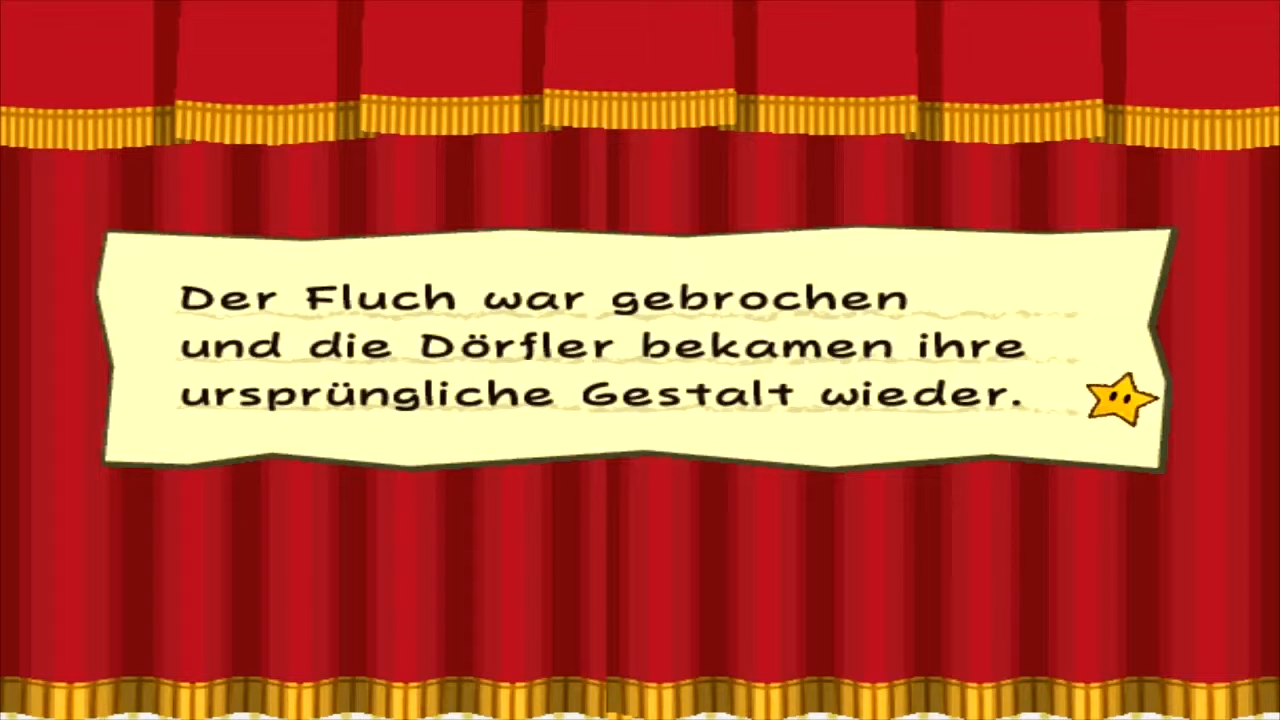 Der Fluch war gebrochen
und die Dörfler bekamen ihre
ursprüngliche Gestalt wieder.